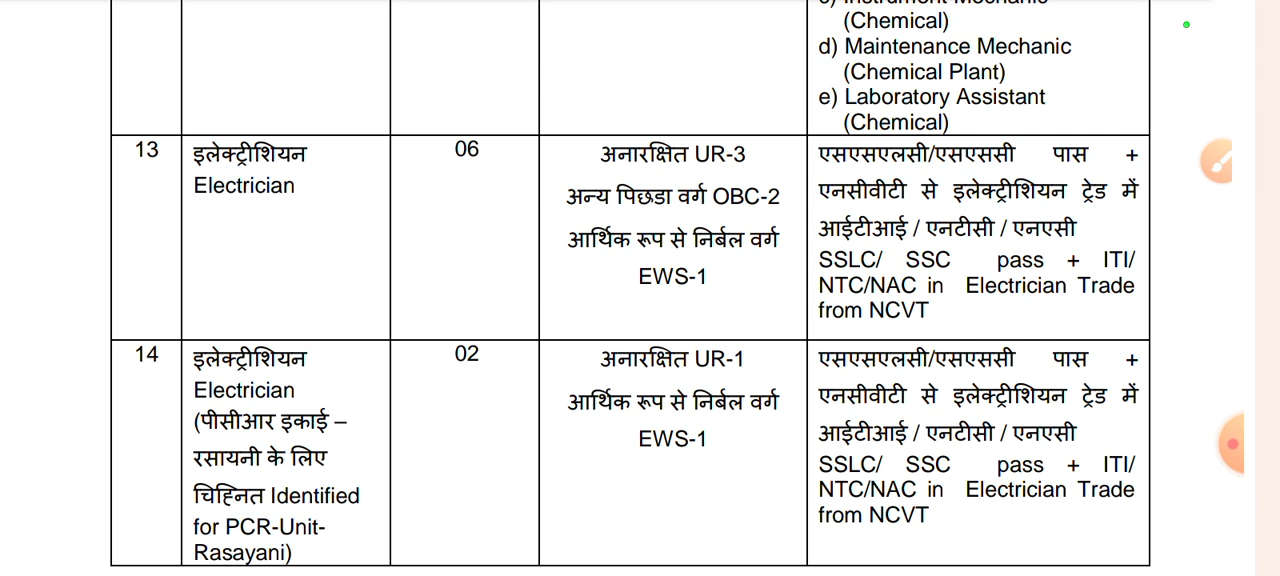 (Chemical)
d) Maintenance Mechanic
(Chemical Plant)
e) Laboratory Assistant
(Chemical)
13
इलेक्ट्रीशियन
Electrician
06
अनारक्षित UR-3
अन्य पिछडा वर्ग OBC-2
आर्थिक रूप से निर्बल वर्ग
EWS-1
एसएसएलसी/एसएससी पास +
एनसीवीटी से इलेक्ट्रीशियन ट्रेड में
आईटीआई / एनटीसी / एनएसी
SSLC/ SSC pass + ITI/
NTC/NAC in Electrician Trade
from NCVT
14
इलेक्ट्रीशियन
Electrician
(पीसीआर इकाई –
रसायनी के लिए
चिह्नित Identified
for PCR-Unit-
Rasayani)
02
अनारक्षित UR-1
आर्थिक रूप से निर्बल वर्ग
EWS-1
एसएसएलसी/एसएससी पास +
एनसीवीटी से इलेक्ट्रीशियन ट्रेड में
आईटीआई / एनटीसी / एनएसी
SSLC/ SSC pass + ITI/
NTC/NAC in Electrician Trade
from NCVT